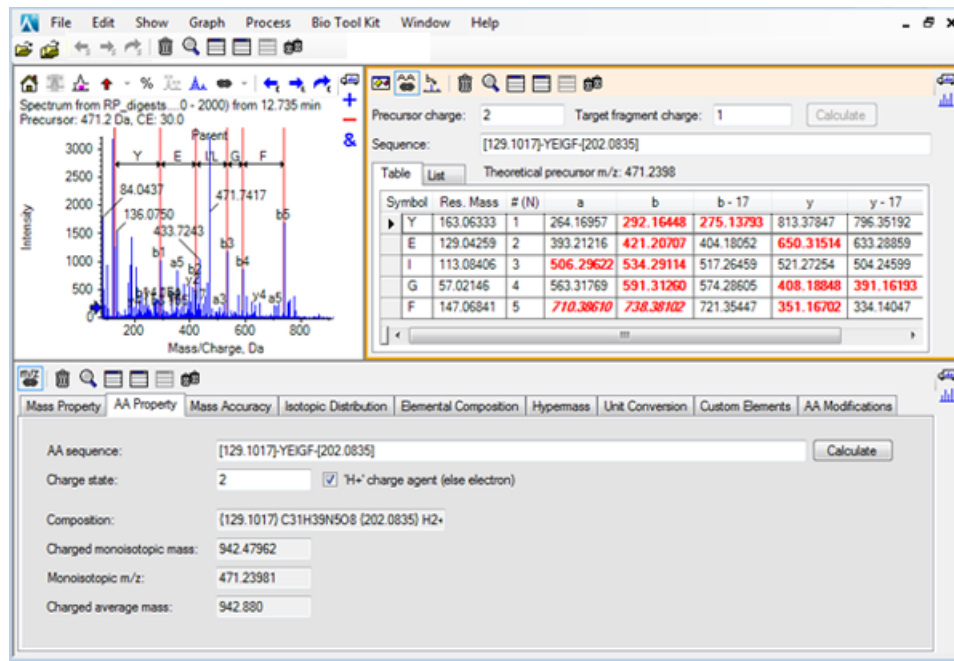 File Edit Show Graph Process Bio Tool Kit Window Help
%
Spectrum from RP_digests...0 - 2000) from 12.735 min
Precursor: 471.2 Da, CE: 30.0
Parent
Y E I/L G F
3000
2500
2000
1500
1000
500
0
Intensity
84.0437
136.0750
471.7417
433.7243
b5
b3
b1
a5
b2
b4
a3
y4
a5
200 400 600 800
Mass/Charge, Da
Precursor charge: 2 Target fragment charge: 1 Calculate
Sequence: [129.1017]-YEIGF-[202.0835]
Table List Theoretical precursor m/z: 471.2398
Symbol Res. Mass # (N) a b b - 17 y y - 17
Y 163.06333 1 264.16957 292.16448 275.13793 813.37847 796.35192
E 129.04259 2 393.21216 421.20707 404.18052 650.31514 633.28859
I 113.08406 3 506.29622 534.29114 517.26459 521.27254 504.24599
G 57.02146 4 563.31769 591.31260 574.28605 408.18848 391.16193
F 147.06841 5 710.38610 738.38102 721.35447 351.16702 334.14047
m/z
Mass Property AA Property Mass Accuracy Isotopic Distribution Elemental Composition Hypermass Unit Conversion Custom Elements AA Modifications
AA sequence: [129.1017]-YEIGF-[202.0835] Calculate
Charge state: 2 'H+' charge agent (else electron)
Composition: {129.1017} C31H39N5O8 {202.0835} H2+
Charged monoisotopic mass: 942.47962
Monoisotopic m/z: 471.23981
Charged average mass: 942.880